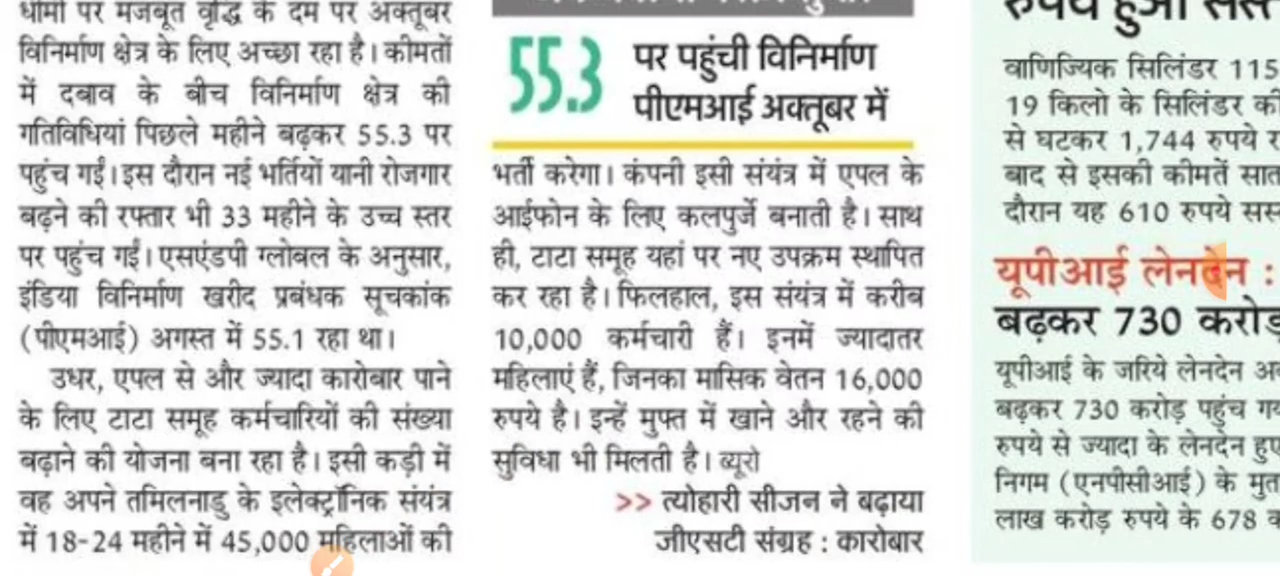 धीमी पर मजबूत वृद्धि के दम पर अक्तूबर
विनिर्माण क्षेत्र के लिए अच्छा रहा है। कीमतों
में दबाव के बीच विनिर्माण क्षेत्र की
गतिविधियां पिछले महीने बढ़कर 55.3 पर
पहुंच गईं। इस दौरान नई भर्तियों यानी रोजगार
बढ़ने की रफ्तार भी 33 महीने के उच्च स्तर
पर पहुंच गईं। एसएंडपी ग्लोबल के अनुसार,
इंडिया विनिर्माण खरीद प्रबंधक सूचकांक
(पीएमआई) अगस्त में 55.1 रहा था।
उधर, एपल से और ज्यादा कारोबार पाने
के लिए टाटा समूह कर्मचारियों की संख्या
बढ़ाने की योजना बना रहा है। इसी कड़ी में
वह अपने तमिलनाडु के इलेक्ट्रॉनिक संयंत्र
में 18-24 महीने में 45,000 महिलाओं की
55.3 पर पहुंची विनिर्माण
पीएमआई अक्तूबर में
भर्ती करेगा। कंपनी इसी संयंत्र में एपल के
आईफोन के लिए कलपुर्जे बनाती है। साथ
ही, टाटा समूह यहां पर नए उपक्रम स्थापित
कर रहा है। फिलहाल, इस संयंत्र में करीब
10,000 कर्मचारी हैं। इनमें ज्यादातर
महिलाएं हैं, जिनका मासिक वेतन 16,000
रुपये है। इन्हें मुफ्त में खाने और रहने की
सुविधा भी मिलती है। ब्यूरो
>> त्योहारी सीजन ने बढ़ाया
जीएसटी संग्रह : कारोबार
रुपये हुआ सस्
वाणिज्यिक सिलिंडर 115
19 किलो के सिलिंडर की
से घटकर 1,744 रुपये र
बाद से इसकी कीमतें सात
दौरान यह 610 रुपये सस्
यूपीआई लेनदेन :
बढ़कर 730 करोड़
यूपीआई के जरिये लेनदेन अ
बढ़कर 730 करोड़ पहुंच ग
रुपये से ज्यादा के लेनदेन हुए
निगम (एनपीसीआई) के मुत
लाख करोड़ रुपये के 678 क